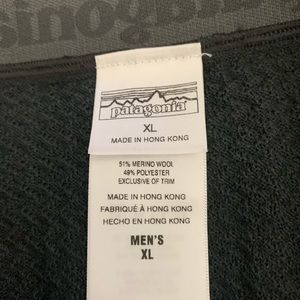 patagonia
XL
MADE IN HONG KONG
51% MERINO WOOL
49% POLYESTER
EXCLUSIVE OF TRIM
MADE IN HONG KONG
FABRIQUÉ À HONG KONG
HECHO EN HONG KONG
MEN'S
XL